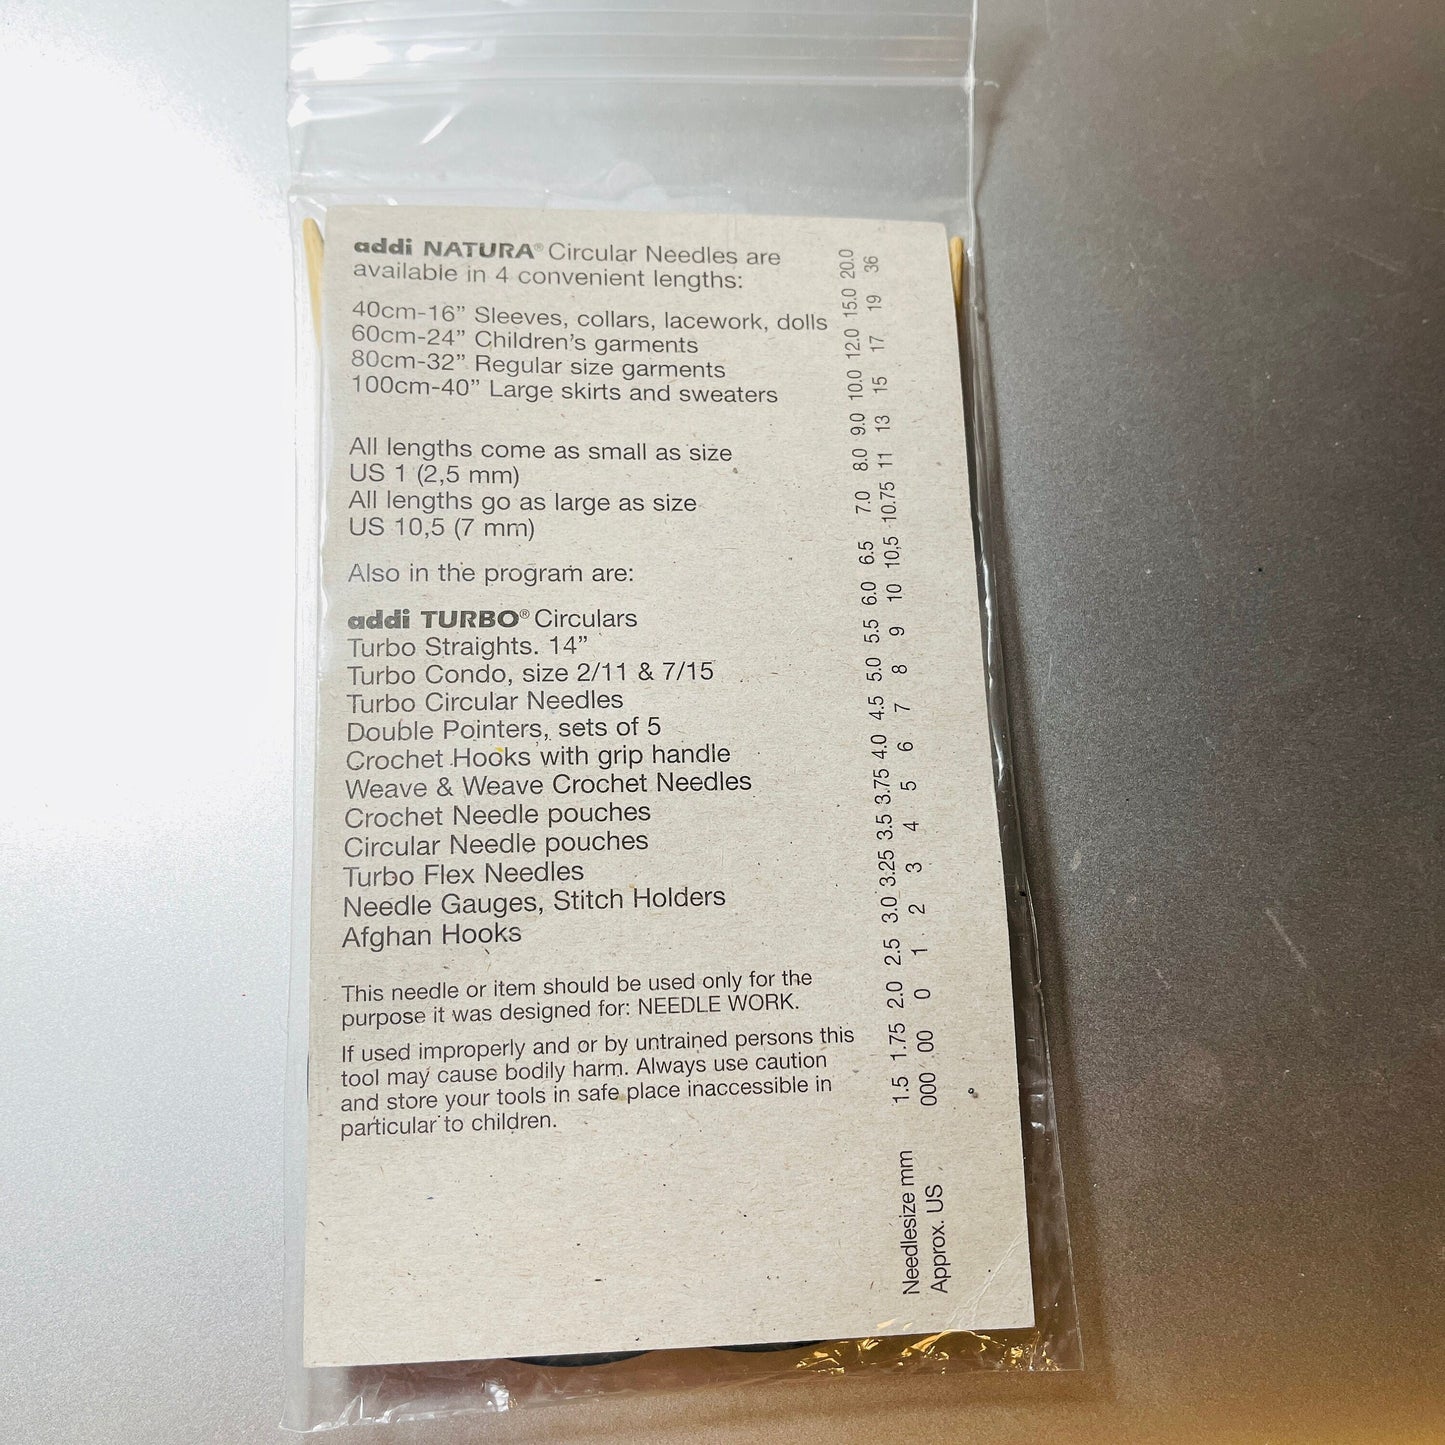 addi NATURA® Circular Needles are
available in 4 convenient lengths:
40cm-16” Sleeves, collars, lacework, dolls
60cm-24” Children’s garments
80cm-32” Regular size garments
100cm-40” Large skirts and sweaters
All lengths come as small as size
US 1 (2,5 mm)
All lengths go as large as size
US 10,5 (7 mm)
Also in the program are:
addi TURBO® Circulars
Turbo Straights. 14”
Turbo Condo, size 2/11 & 7/15
Turbo Circular Needles
Double Pointers, sets of 5
Crochet Hooks with grip handle
Weave & Weave Crochet Needles
Crochet Needle pouches
Circular Needle pouches
Turbo Flex Needles
Needle Gauges, Stitch Holders
Afghan Hooks
This needle or item should be used only for the
purpose it was designed for: NEEDLE WORK.
If used improperly and or by untrained persons this
tool may cause bodily harm. Always use caution
and store your tools in safe place inaccessible in
particular to children.
Needlesize mm 1.5 1.75 2.0 2.5 3.0 3.25 3.5 3.75 4.0 4.5 5.0 5.5 6.0 6.5 7.0 8.0 9.0 10.0 12.0 15.0 20.0
Approx. US 000 00 0 1 2 3 4 5 6 7 8 9 10 10,5 10.75 11 13 15 17 19 36